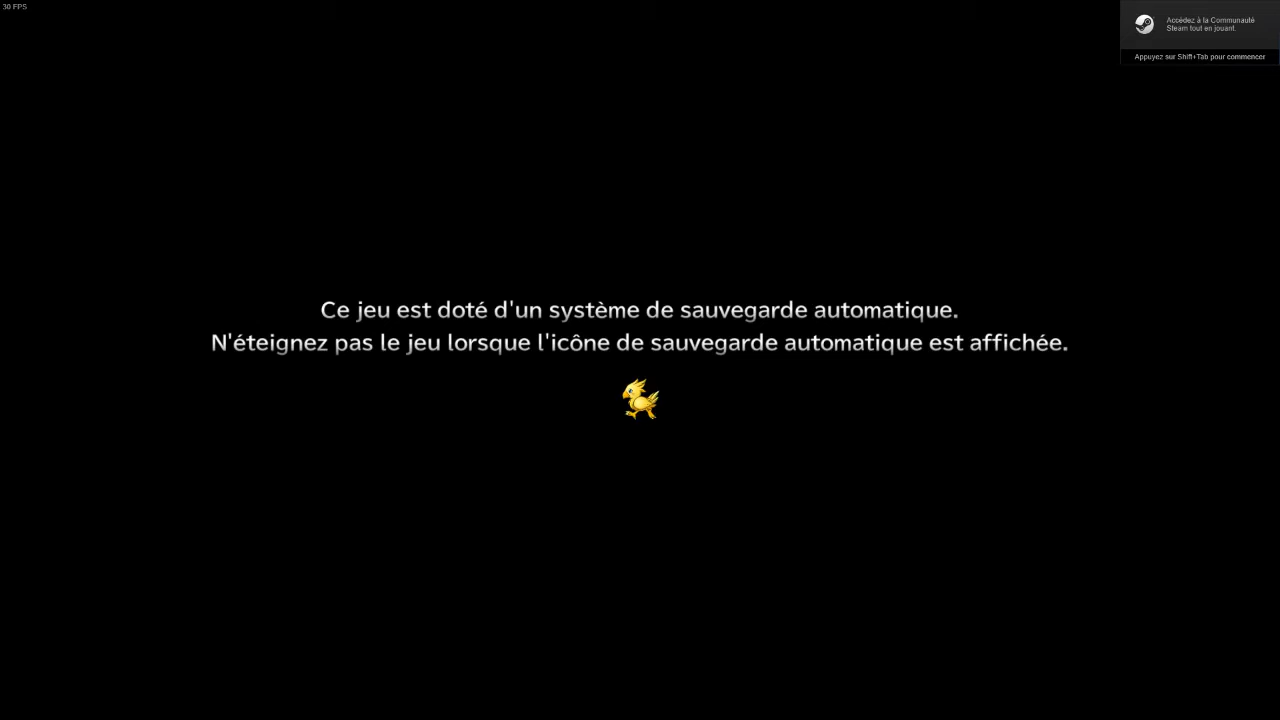 30 FPS
Accédez à la Communauté
Steam tout en jouant.
Appuyez sur Shift+Tab pour commencer
Ce jeu est doté d'un système de sauvegarde automatique.
N'éteignez pas le jeu lorsque l'icône de sauvegarde automatique est affichée.